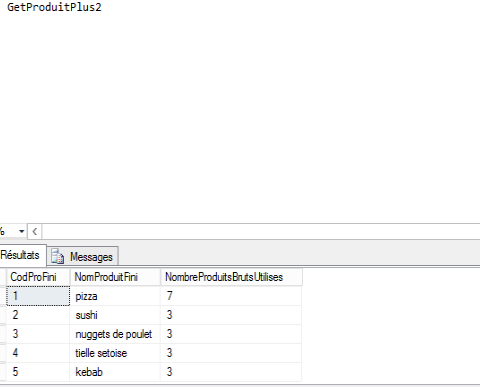 GetProduitPlus2
%
Résultats Messages
CodProFini NomProduitFini NombreProduitsBrutsUtilises
1 pizza 7
2 sushi 3
3 nuggets de poulet 3
4 tielle setoise 3
5 kebab 3